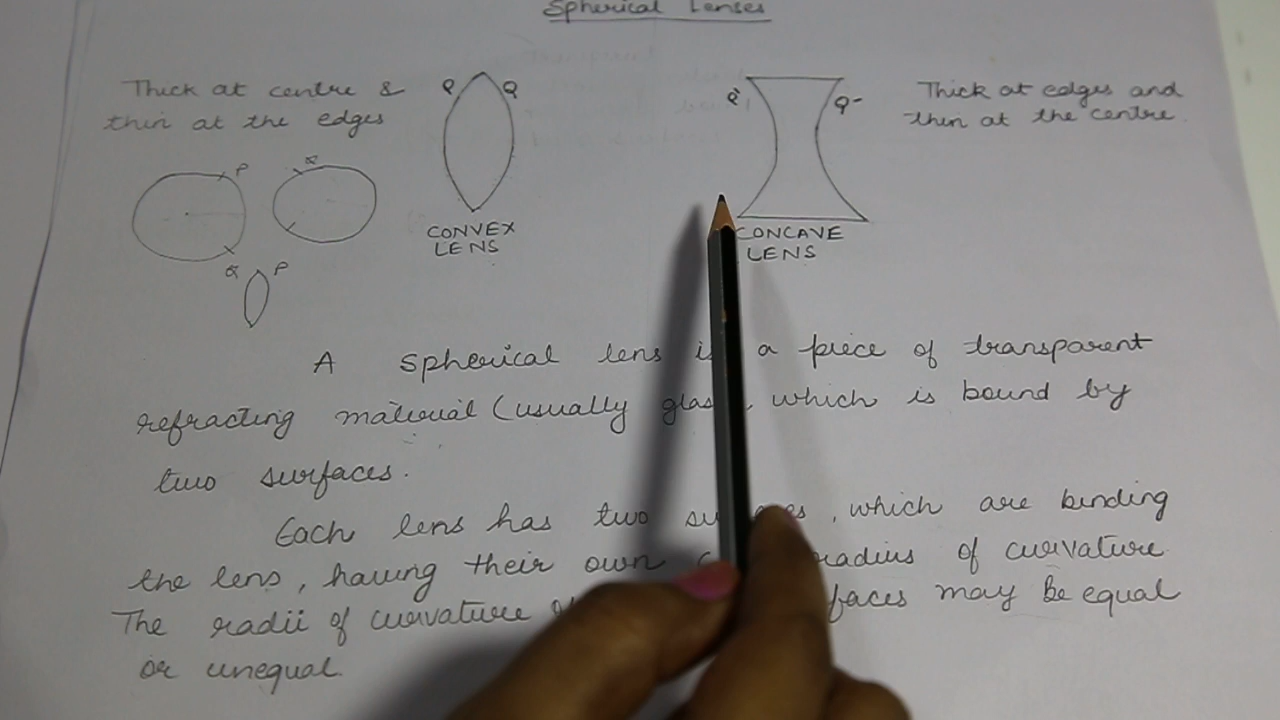 Spherical Lenses
Thick at centre &
thin at the edges
P
Q
Q
P
CONVEX
LENS
CONCAVE
LENS
Thick at edges and
thin at the centre
A spherical lens is a piece of transparent
refracting material (usually glass, which is bound by
two surfaces.
Each lens has two , which are binding
the lens, having their own radius of curvature
The radii of curvature may be equal
or unequal.